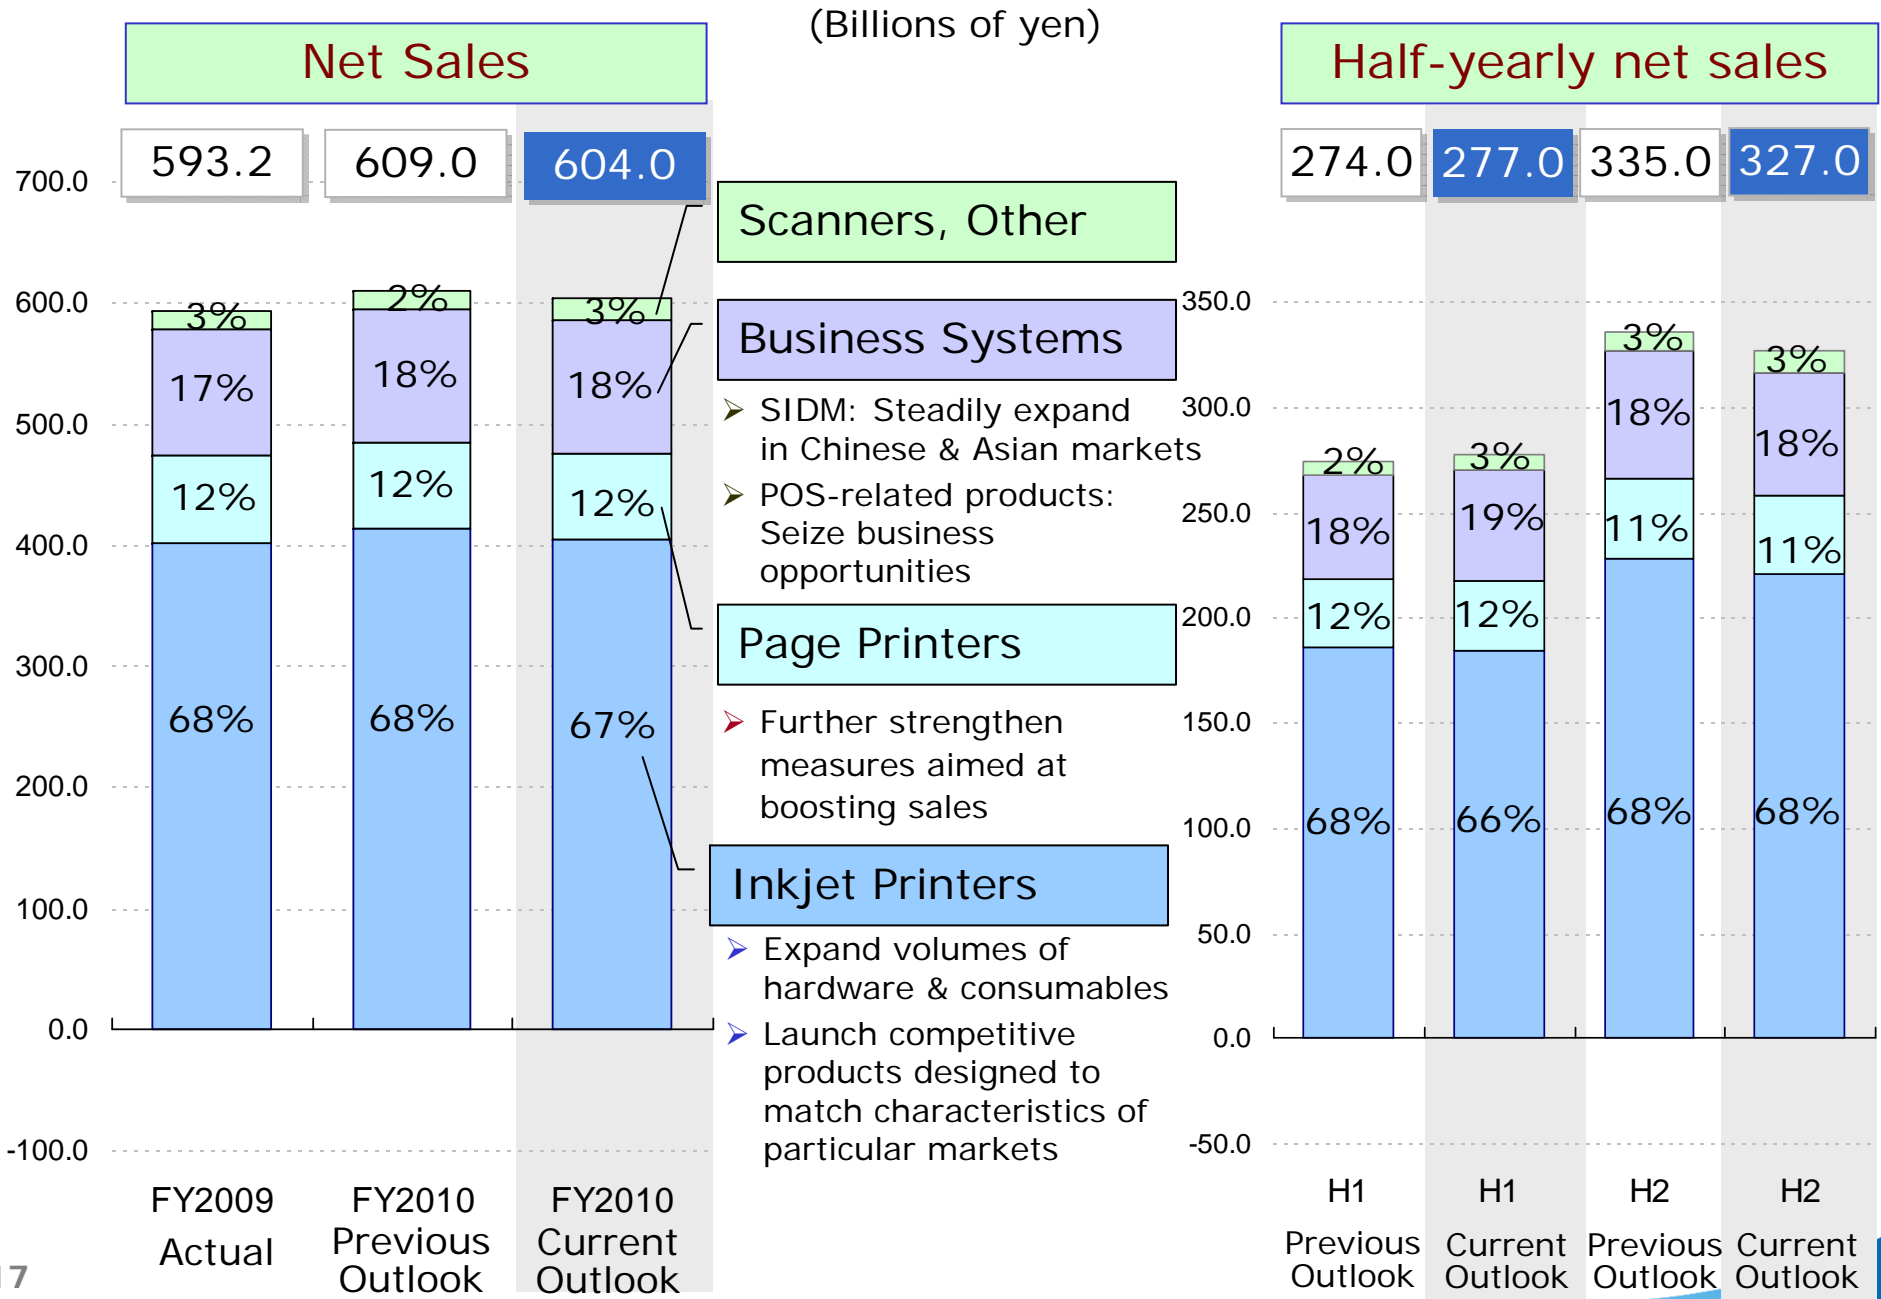 (Billions of yen)
Net Sales
593.2
609.0
604.0
700.0
600.0
500.0
400.0
300.0
200.0
100.0
0.0
-100.0
3%
17%
12%
68%
2%
18%
12%
68%
3%
18%
12%
67%
FY2009
Actual
FY2010
Previous
Outlook
FY2010
Current
Outlook
Scanners, Other
Business Systems
SIDM: Steadily expand
in Chinese & Asian markets
POS-related products:
Seize business
opportunities
Page Printers
Further strengthen
measures aimed at
boosting sales
Inkjet Printers
Expand volumes of
hardware & consumables
Launch competitive
products designed to
match characteristics of
particular markets
Half-yearly net sales
274.0
277.0
335.0
327.0
350.0
300.0
250.0
200.0
150.0
100.0
50.0
0.0
-50.0
2%
18%
12%
68%
3%
19%
12%
66%
3%
18%
11%
68%
3%
18%
11%
68%
H1
Previous
Outlook
H1
Current
Outlook
H2
Previous
Outlook
H2
Current
Outlook
17